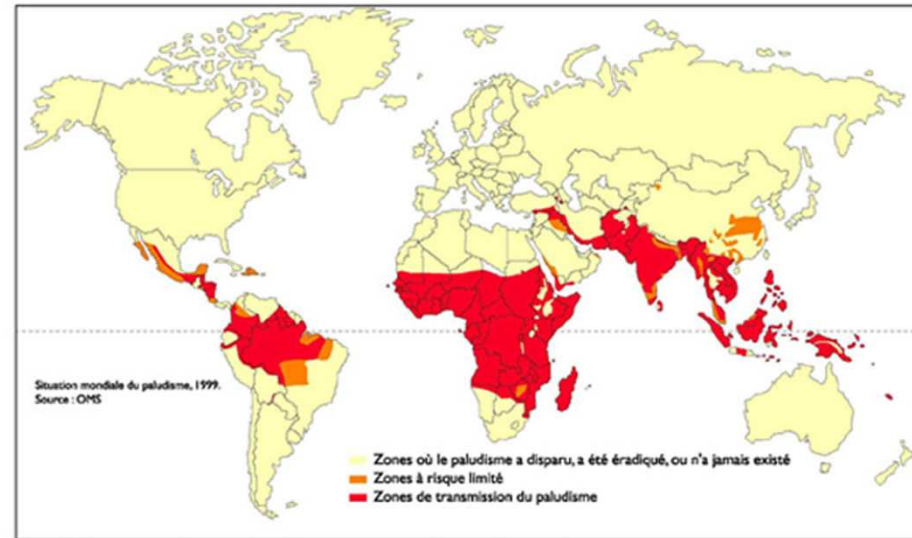 Situation mondiale du paludisme, 1999.
Source : OMS
Zones où le paludisme a disparu, a été éradiqué, ou n'a jamais existé
Zones à risque limité
Zones de transmission du paludisme